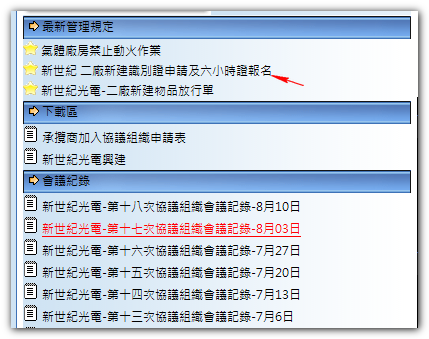 最新管理規定
氣體廠房禁止動火作業
新世紀 二廠新建識別證申請及六小時證報名
新世紀光電-二廠新建物品放行單
下載區
承攬商加入協議組織申請表
新世紀光電興建
會議紀錄
新世紀光電-第十八次協議組織會議記錄-8月10日
新世紀光電-第十七次協議組織會議記錄-8月03日
新世紀光電-第十六次協議組織會議記錄-7月27日
新世紀光電-第十五次協議組織會議記錄-7月20日
新世紀光電-第十四次協議組織會議記錄-7月13日
新世紀光電-第十三次協議組織會議記錄-7月6日